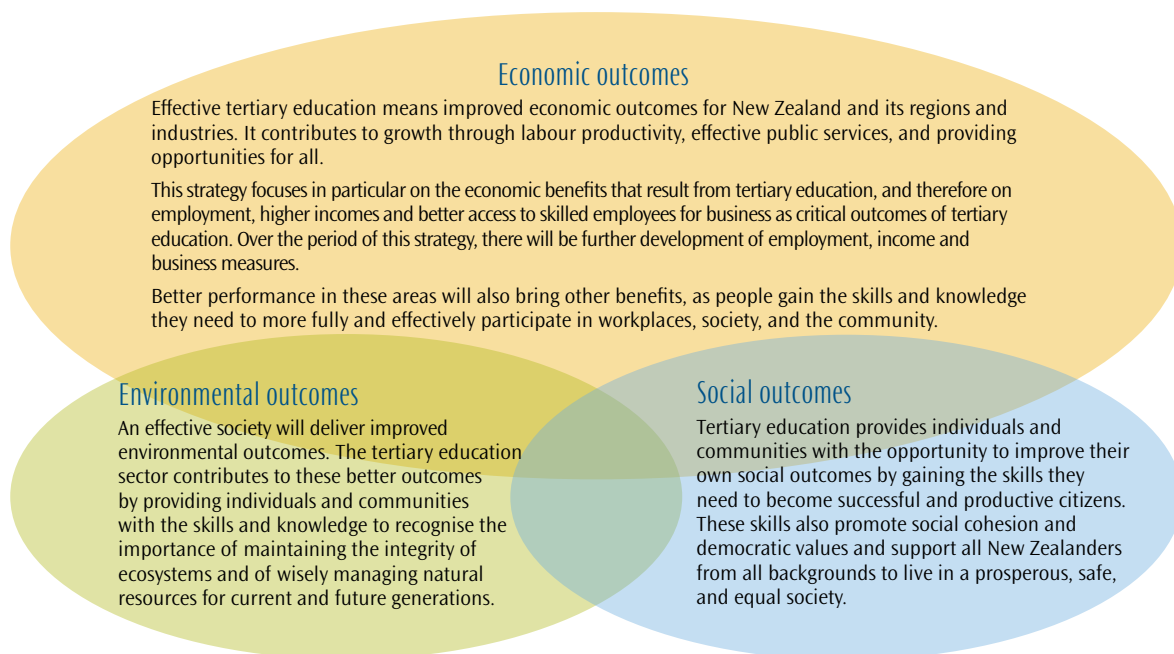 Economic outcomes
Effective tertiary education means improved economic outcomes for New Zealand and its regions and
industries. It contributes to growth through labour productivity, effective public services, and providing
opportunities for all.
This strategy focuses in particular on the economic benefits that result from tertiary education, and therefore on
employment, higher incomes and better access to skilled employees for business as critical outcomes of tertiary
education. Over the period of this strategy, there will be further development of employment, income and
business measures.
Better performance in these areas will also bring other benefits, as people gain the skills and knowledge
they need to more fully and effectively participate in workplaces, society, and the community.
Environmental outcomes
An effective society will deliver improved
environmental outcomes. The tertiary education
sector contributes to these better outcomes
by providing individuals and communities
with the skills and knowledge to recognise the
importance of maintaining the integrity of
ecosystems and of wisely managing natural
resources for current and future generations.
Social outcomes
Tertiary education provides individuals and
communities with the opportunity to improve their
own social outcomes by gaining the skills they
need to become successful and productive citizens.
These skills also promote social cohesion and
democratic values and support all New Zealanders
from all backgrounds to live in a prosperous, safe,
and equal society.